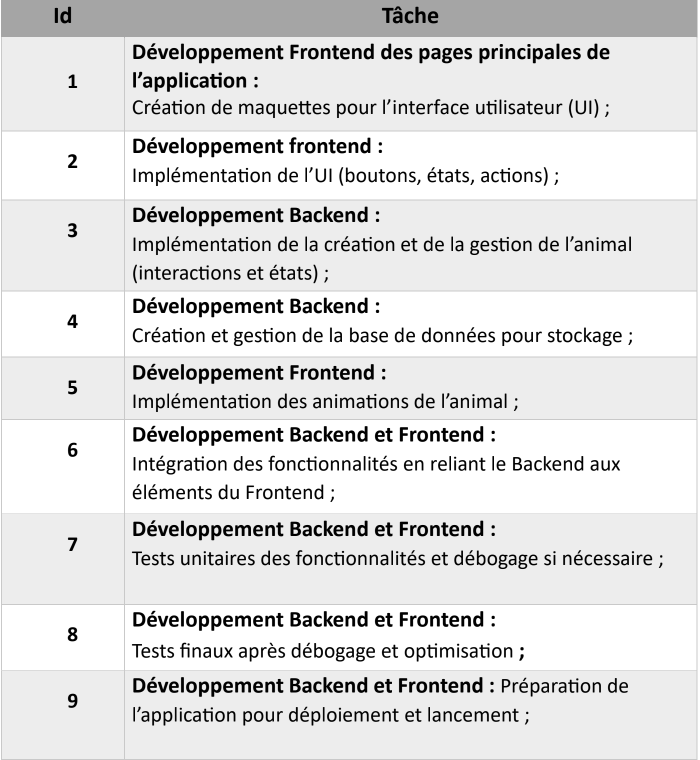 Id Tâche
Développement Frontend des pages principales de
1 l’application :
Création de maquettes pour l’interface utilisateur (UI) ;
Développement frontend :
2
Implémentation de l’UI (boutons, états, actions) ;
Développement Backend :
3
Implémentation de la création et de la gestion de l’animal
(interactions et états) ;
Développement Backend :
4
Création et gestion de la base de données pour stockage ;
Développement Frontend :
5
Implémentation des animations de l’animal ;
Développement Backend et Frontend :
6
Intégration des fonctionnalités en reliant le Backend aux
éléments du Frontend ;
Développement Backend et Frontend :
7
Tests unitaires des fonctionnalités et débogage si nécessaire ;
Développement Backend et Frontend :
8
Tests finaux après débogage et optimisation ;
Développement Backend et Frontend : Préparation de
9
l’application pour déploiement et lancement ;